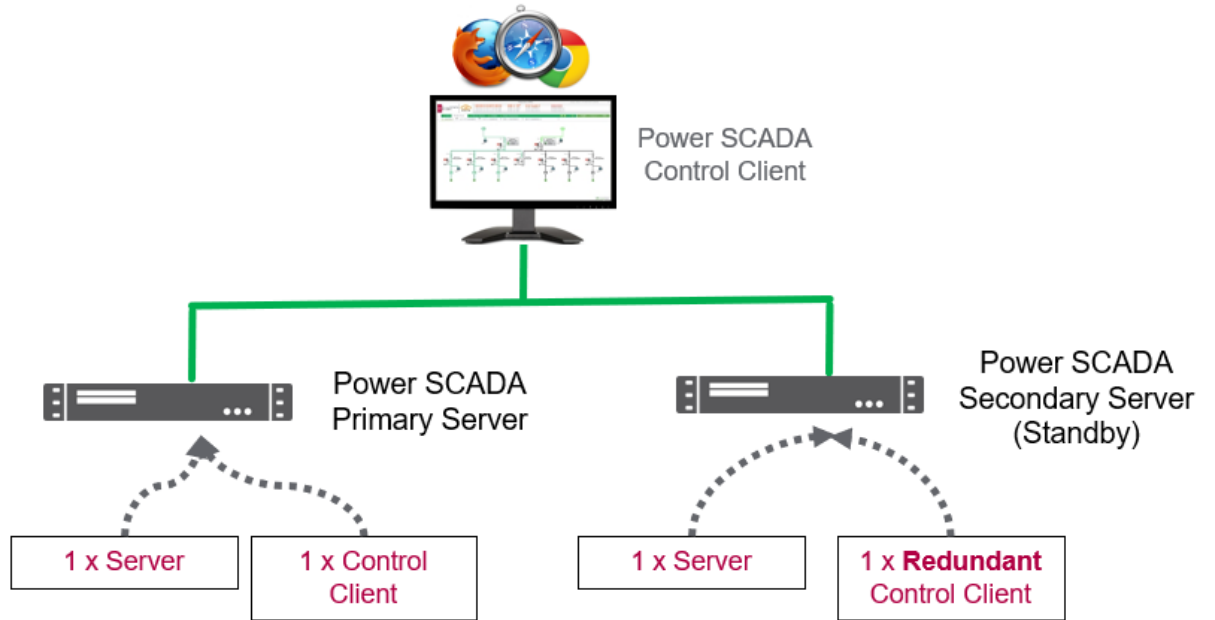 Power SCADA
Control Client
Power SCADA
Primary Server
Power SCADA
Secondary Server
(Standby)
1 x Server
1 x Control
Client
1 x Server
1 x Redundant
Control Client